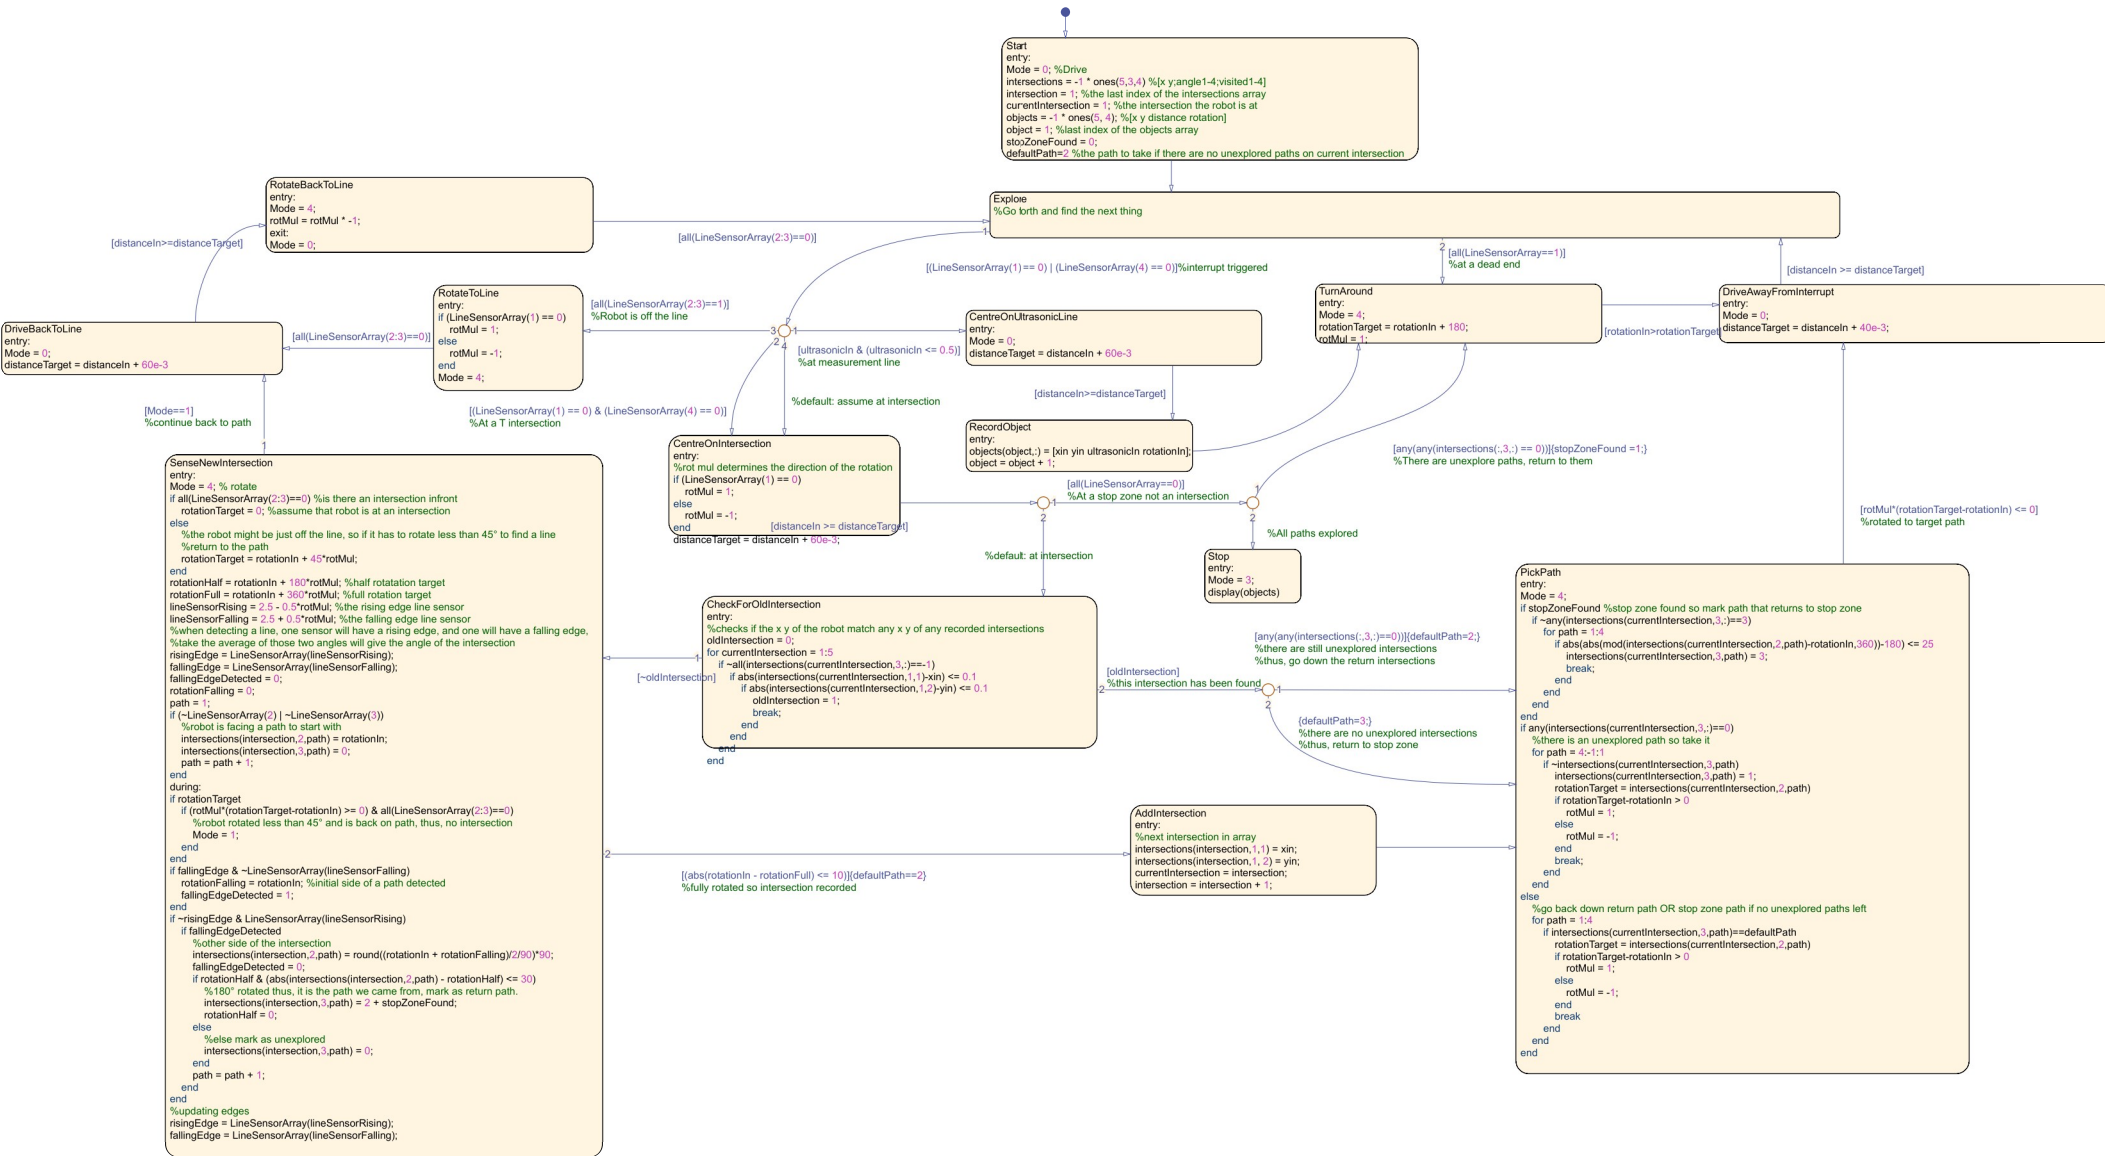 Start
entry:
Mode = 0; %Drive
intersections = -1 * ones(5,3,4) %[x y;angle1-4;visited1-4]
intersection = 1; %the last index of the intersections array
currentIntersection = 1; %the intersection the robot is at
objects = -1 * ones(5, 4); %[x y distance rotation]
object = 1; %last index of the objects array
stopZoneFound = 0;
defaultPath=2 %the path to take if there are no unexplored paths on current intersection
RotateBackToLine
entry:
Mode = 4;
rotMul = rotMul * -1;
exit:
Mode = 0;
Explore
%Go forth and find the next thing
[distanceIn>=distanceTarget]
[all(LineSensorArray(2:3)==0)]
1
2
[all(LineSensorArray==1)]
%at a dead end
[(LineSensorArray(1) == 0) | (LineSensorArray(4) == 0)]%interrupt triggered
[distanceIn >= distanceTarget]
RotateToLine
entry:
if (LineSensorArray(1) == 0)
rotMul = 1;
else
rotMul = -1;
end
Mode = 4;
[all(LineSensorArray(2:3)==1)]
%Robot is off the line
TurnAround
entry:
Mode = 4;
rotationTarget = rotationIn + 180;
rotMul = 1;
DriveAwayFromInterrupt
entry:
Mode = 0;
distanceTarget = distanceIn + 40e-3;
[rotationIn>rotationTarget]
DriveBackToLine
entry:
Mode = 0;
distanceTarget = distanceIn + 60e-3
[all(LineSensorArray(2:3)==0)]
3
1
2
4
CentreOnUltrasonicLine
entry:
Mode = 0;
distanceTarget = distanceIn + 60e-3
[ultrasonicIn & (ultrasonicIn <= 0.5)]
%at measurement line
[distanceIn>=distanceTarget]
%default: assume at intersection
[Mode==1]
%continue back to path
[(LineSensorArray(1) == 0) & (LineSensorArray(4) == 0)]
%At a T intersection
RecordObject
entry:
objects(object,:) = [xin yin ultrasonicIn rotationIn];
object = object + 1;
CentreOnIntersection
entry:
%rot mul determines the direction of the rotation
if (LineSensorArray(1) == 0)
rotMul = 1;
else
rotMul = -1;
end
distanceTarget = distanceIn + 60e-3;
[distanceIn >= distanceTarget]
[any(any(intersections(:,3,:) == 0))]{stopZoneFound =1;}
%There are unexplore paths, return to them
1
[all(LineSensorArray==0)]
%At a stop zone not an intersection
2
1
2
%All paths explored
%default: at intersection
[rotMul*(rotationTarget-rotationIn) <= 0]
%rotated to target path
Stop
entry:
Mode = 3;
display(objects)
1
SenseNewIntersection
entry:
Mode = 4; % rotate
if all(LineSensorArray(2:3)==0) %is there an intersection infront
rotationTarget = 0; %assume that robot is at an intersection
else
%the robot might be just off the line, so if it has to rotate less than 45° to find a line
%return to the path
rotationTarget = rotationIn + 45*rotMul;
end
rotationHalf = rotationIn + 180*rotMul; %half rotatation target
rotationFull = rotationIn + 360*rotMul; %full rotation target
lineSensorRising = 2.5 - 0.5*rotMul; %the rising edge line sensor
lineSensorFalling = 2.5 + 0.5*rotMul; %the falling edge line sensor
%when detecting a line, one sensor will have a rising edge, and one will have a falling edge,
%take the average of those two angles will give the angle of the intersection
risingEdge = LineSensorArray(lineSensorRising);
fallingEdge = LineSensorArray(lineSensorFalling);
fallingEdgeDetected = 0;
rotationFalling = 0;
path = 1;
if (~LineSensorArray(2) | ~LineSensorArray(3))
%robot is facing a path to start with
intersections(intersection,2,path) = rotationIn;
intersections(intersection,3,path) = 0;
path = path + 1;
end
during:
if rotationTarget
if (rotMul*(rotationTarget-rotationIn) >= 0) & all(LineSensorArray(2:3)==0)
%robot rotated less than 45° and is back on path, thus, no intersection
Mode = 1;
end
end
if fallingEdge & ~LineSensorArray(lineSensorFalling)
rotationFalling = rotationIn; %initial side of a path detected
fallingEdgeDetected = 1;
end
if ~risingEdge & LineSensorArray(lineSensorRising)
if fallingEdgeDetected
%other side of the intersection
intersections(intersection,2,path) = round((rotationIn + rotationFalling)/2/90)*90;
fallingEdgeDetected = 0;
if rotationHalf & (abs(intersections(intersection,2,path) - rotationHalf) <= 30)
%180° rotated thus, it is the path we came from, mark as return path.
intersections(intersection,3,path) = 2 + stopZoneFound;
rotationHalf = 0;
else
%else mark as unexplored
intersections(intersection,3,path) = 0;
end
path = path + 1;
end
end
%updating edges
risingEdge = LineSensorArray(lineSensorRising);
fallingEdge = LineSensorArray(lineSensorFalling);
CheckForOldIntersection
entry:
%checks if the x y of the robot match any x y of any recorded intersections
oldIntersection = 0;
for currentIntersection = 1:5
if ~all(intersections(currentIntersection,3,:)==-1)
if abs(intersections(currentIntersection,1,1)-xin) <= 0.1
if abs(intersections(currentIntersection,1,2)-yin) <= 0.1
oldIntersection = 1;
break;
end
end
end
end
1
[~oldIntersection]
2
[oldIntersection]
%this intersection has been found
[any(any(intersections(:,3,:)==0))]{defaultPath=2;}
%there are still unexplored intersections
%thus, go down the return intersections
1
2
{defaultPath=3;}
%there are no unexplored intersections
%thus, return to stop zone
PickPath
entry:
Mode = 4;
if stopZoneFound %stop zone found so mark path that returns to stop zone
if ~any(intersections(currentIntersection,3,:)==3)
for path = 1:4
if abs(abs(mod(intersections(currentIntersection,2,path)-rotationIn,360))-180) <= 25
intersections(currentIntersection,3,path) = 3;
break;
end
end
end
end
if any(intersections(currentIntersection,3,:)==0)
%there is an unexplored path so take it
for path = 4:-1:1
if ~intersections(currentIntersection,3,path)
intersections(currentIntersection,3,path) = 1;
rotationTarget = intersections(currentIntersection,2,path)
if rotationTarget-rotationIn > 0
rotMul = 1;
else
rotMul = -1;
end
break;
end
end
else
%go back down return path OR stop zone path if no unexplored paths left
for path = 1:4
if intersections(currentIntersection,3,path)==defaultPath
rotationTarget = intersections(currentIntersection,2,path)
if rotationTarget-rotationIn > 0
rotMul = 1;
else
rotMul = -1;
end
break
end
end
end
AddIntersection
entry:
%next intersection in array
intersections(intersection,1,1) = xin;
intersections(intersection,1, 2) = yin;
currentIntersection = intersection;
intersection = intersection + 1;
2
[(abs(rotationIn - rotationFull) <= 10)]{defaultPath==2}
%fully rotated so intersection recorded